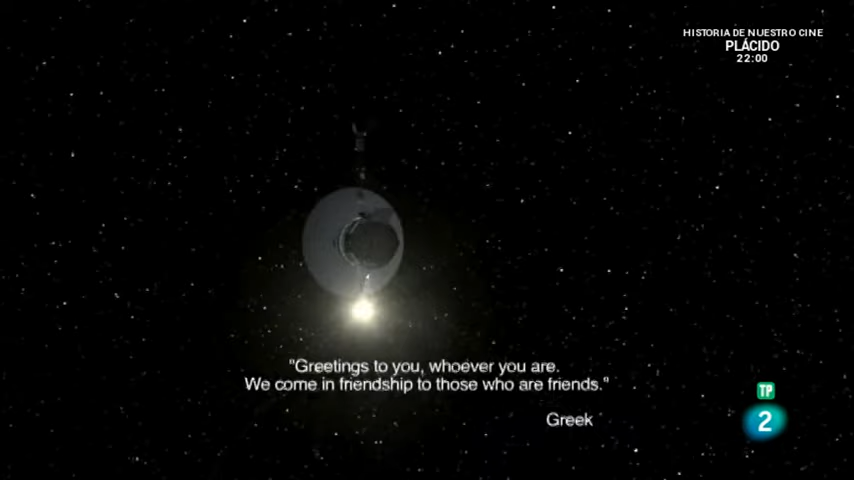 HISTORIA DE NUESTRO CINE
PLÁCIDO
22:00
"Greetings to you, whoever you are.
We come in friendship to those who are friends."
Greek
TP
2